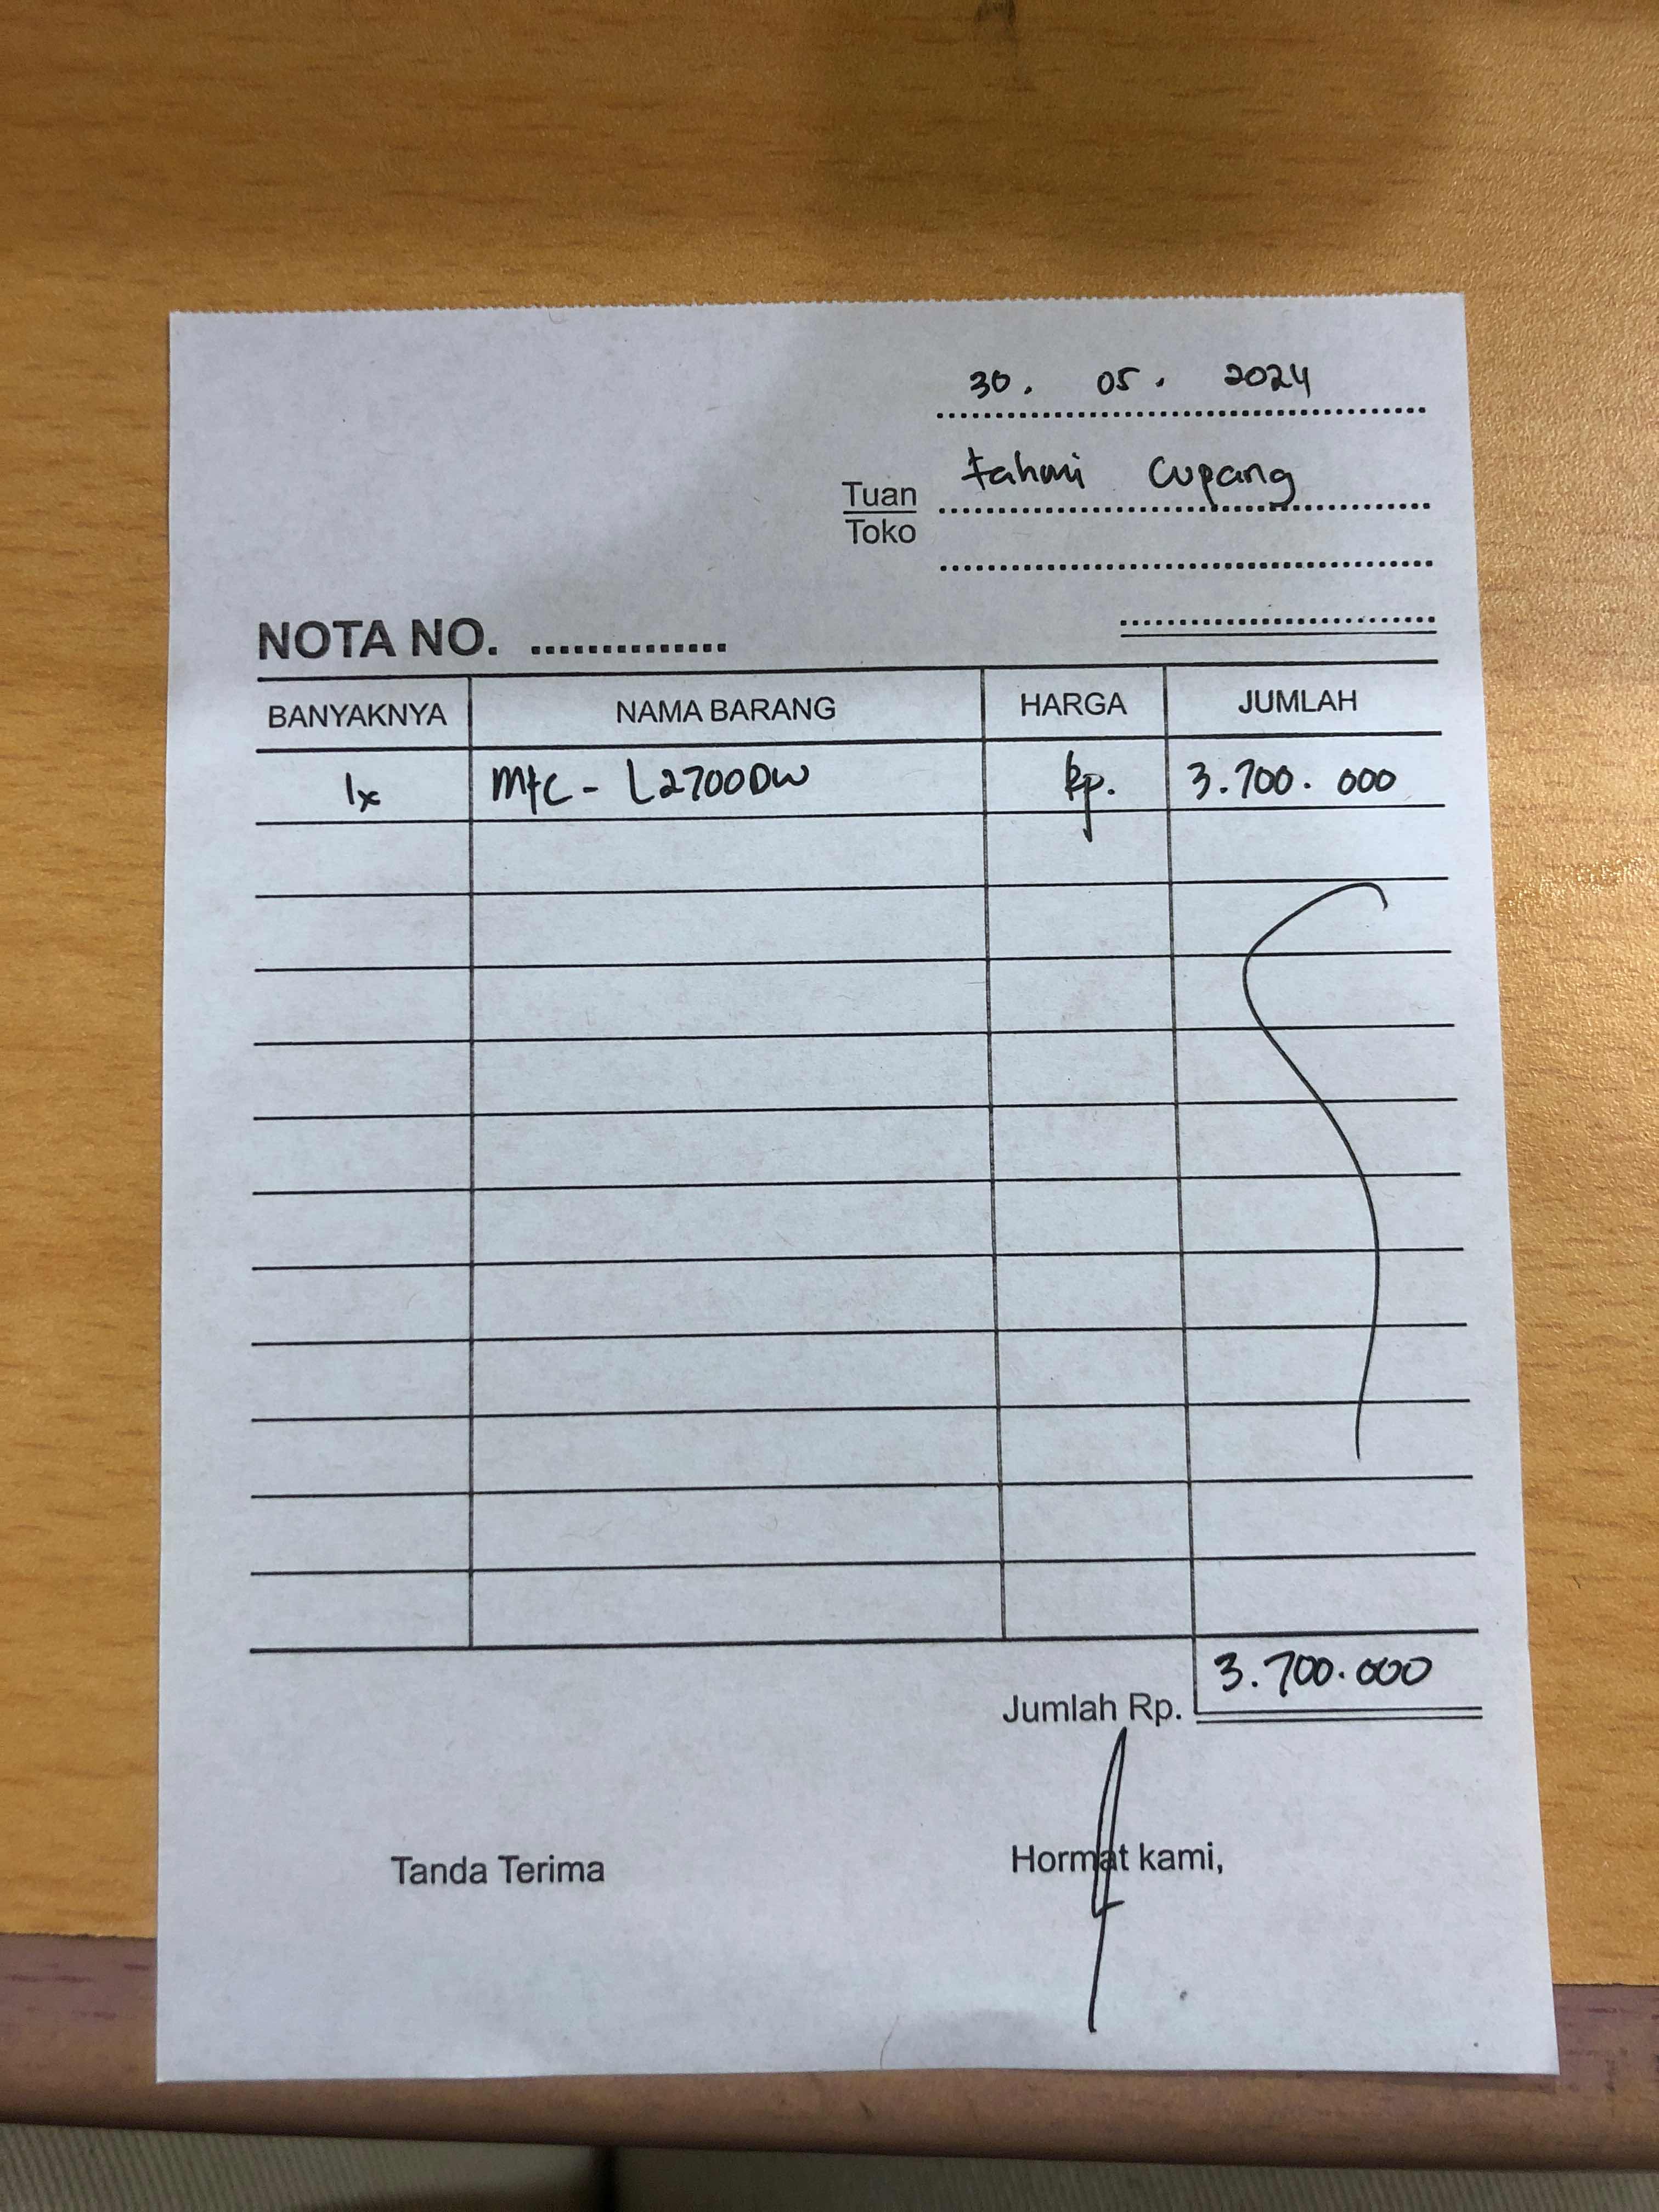 30. 05. 2024
Tuan
Toko
fahmi Cupang
NOTA NO.
BANYAKNYA NAMA BARANG HARGA JUMLAH
1x MFC - L2700DW Rp. 3.700.000
Jumlah Rp. 3.700.000
Tanda Terima Hormat kami,